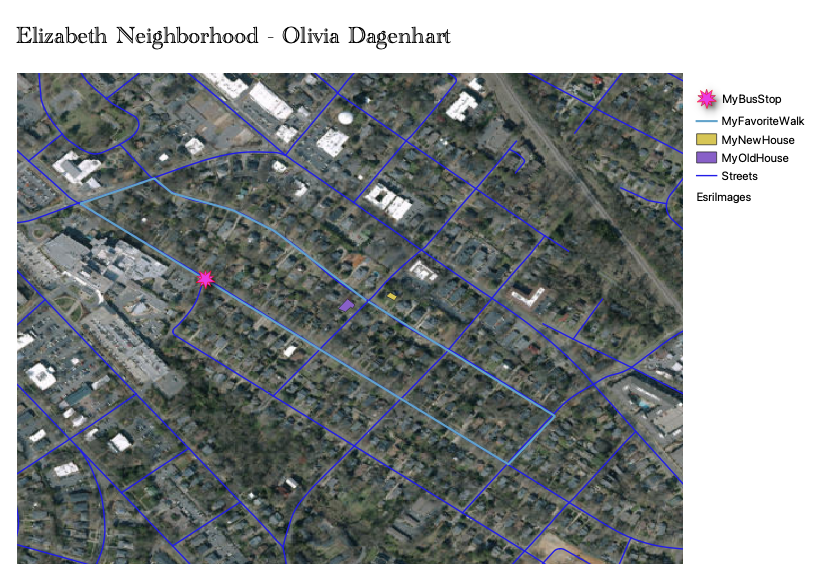 Elizabeth Neighborhood - Olivia Dagenhart
MyBusStop
MyFavoriteWalk
MyNewHouse
MyOldHouse
Streets
EsriImages